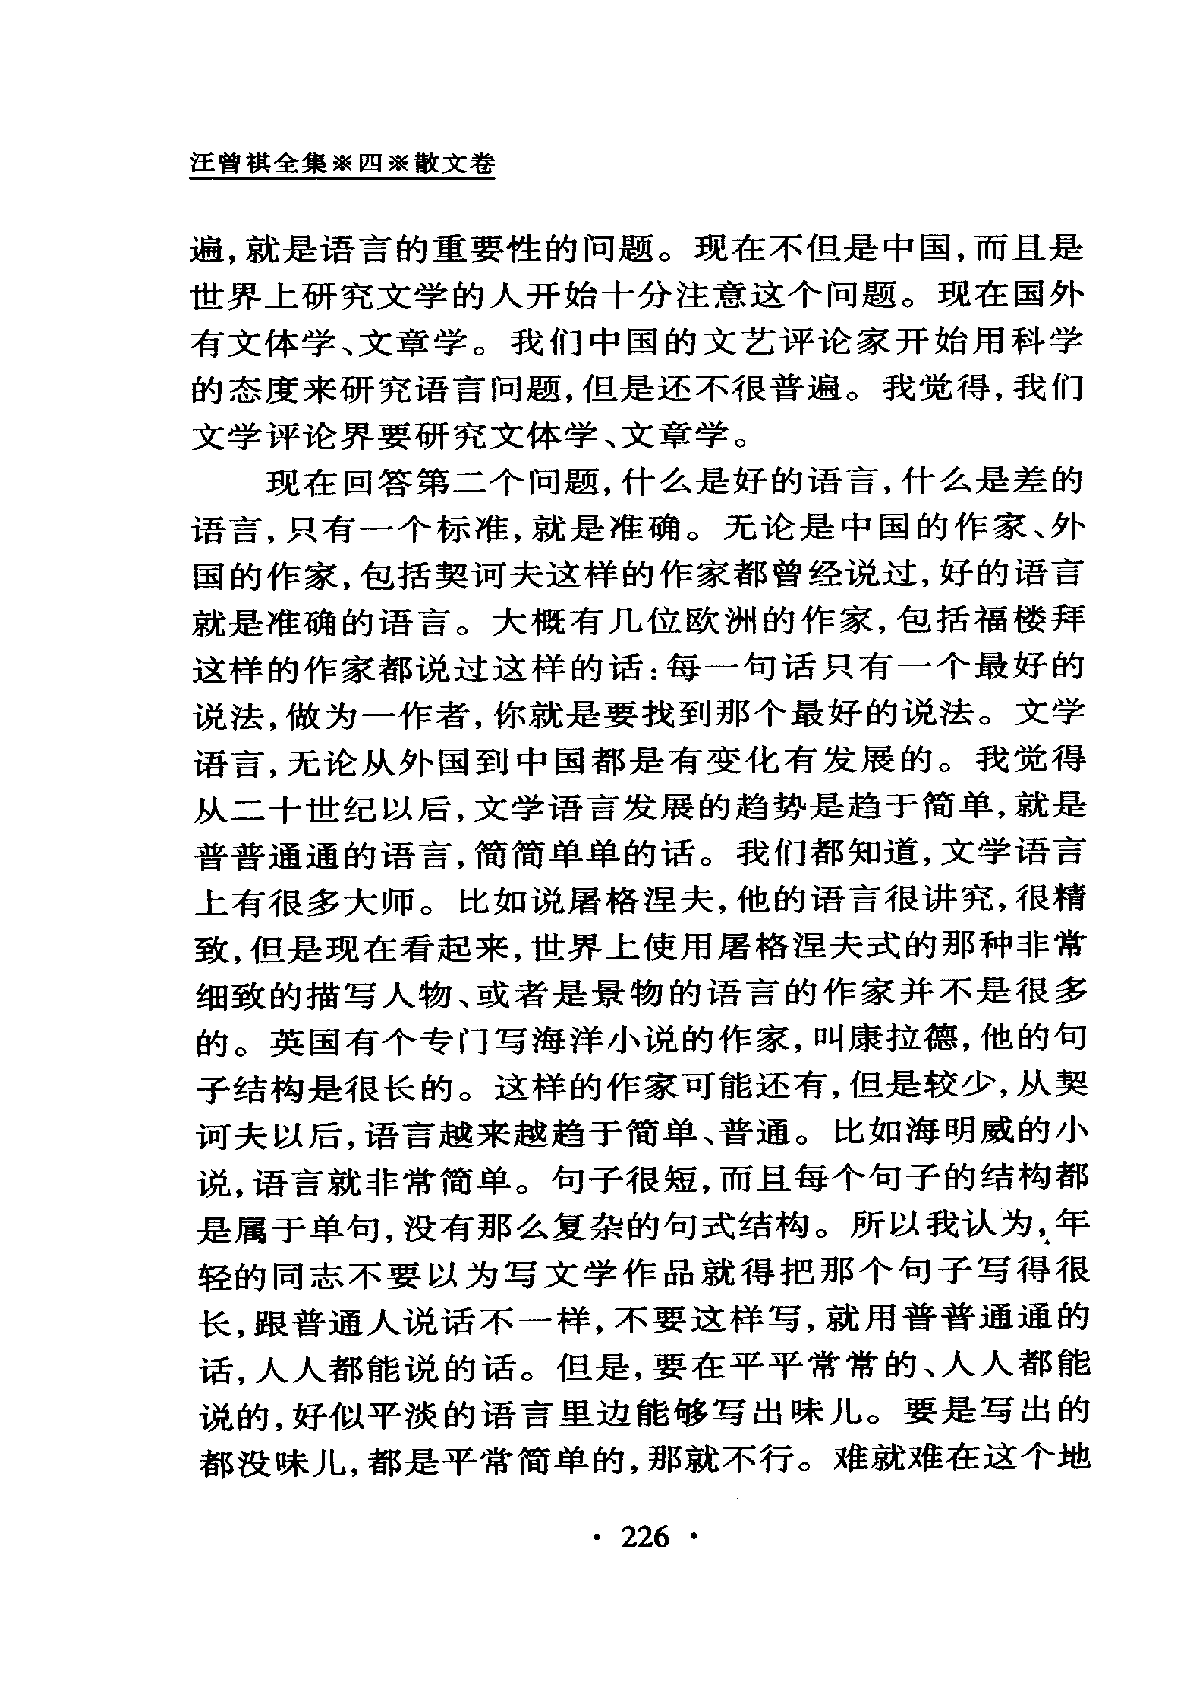 汪曾祺全集※四※散文卷
遍,就是语言的重要性的问题。现在不但是中国,而且是
世界上研究文学的人开始十分注意这个问题。现在国外
有文体学、文章学。我们中国的文艺评论家开始用科学
的态度来研究语言问题,但是还不很普遍。我觉得,我们
文学评论界要研究文体学、文章学。
现在回答第二个问题,什么是好的语言,什么是差的
语言,只有一个标准,就是准确。无论是中国的作家、外
国的作家,包括契诃夫这样的作家都曾经说过,好的语言
就是准确的语言。大概有几位欧洲的作家,包括福楼拜
这样的作家都说过这样的话:每一句话只有一个最好的
说法,做为一作者,你就是要找到那个最好的说法。文学
语言,无论从外国到中国都是有变化有发展的。我觉得
从二十世纪以后,文学语言发展的趋势是趋于简单,就是
普普通通的语言,简简单单的话。我们都知道,文学语言
上有很多大师。比如说屠格涅夫,他的语言很讲究,很精
致,但是现在看起来,世界上使用屠格涅夫式的那种非常
细致的描写人物、或者是景物的语言的作家并不是很多
的。英国有个专门写海洋小说的作家,叫康拉德,他的句
子结构是很长的。这样的作家可能还有,但是较少,从契
诃夫以后,语言越来越趋于简单、普通。比如海明威的小
说,语言就非常简单。句子很短,而且每个句子的结构都
是属于单句,没有那么复杂的句式结构。所以我认为,年
轻的同志不要以为写文学作品就得把那个句子写得很
长,跟普通人说话不一样,不要这样写,就用普普通通的
话,人人都能说的话。但是,要在平平常常的、人人都能
说的,好似平淡的语言里边能够写出味儿。要是写出的
都没味儿,都是平常简单的,那就不行。难就难在这个地
· 226 ·